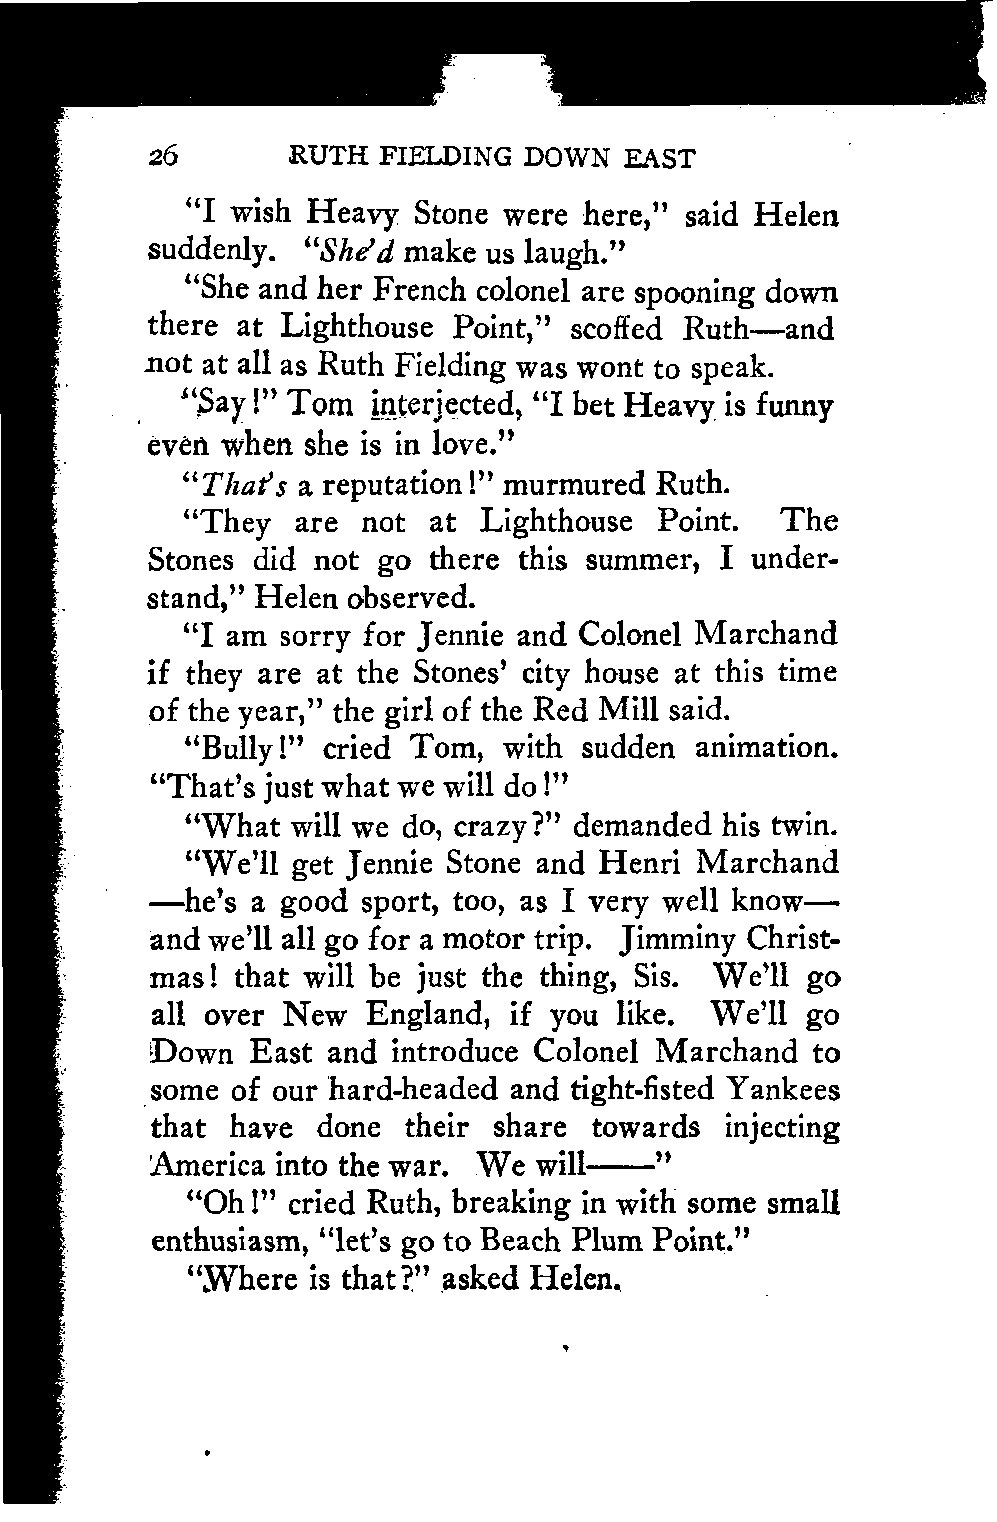 26 RUTH FIELDING DOWN EAST
"I wish Heavy Stone were here," said Helen
suddenly. "She'd make us laugh."
"She and her French colonel are spooning down
there at Lighthouse Point," scoffed Ruth—and
not at all as Ruth Fielding was wont to speak.
"Say!" Tom interjected, "I bet Heavy is funny
even when she is in love."
"That's a reputation!" murmured Ruth.
"They are not at Lighthouse Point. The
Stones did not go there this summer, I under-
stand," Helen observed.
"I am sorry for Jennie and Colonel Marchand
if they are at the Stones' city house at this time
of the year," the girl of the Red Mill said.
"Bully!" cried Tom, with sudden animation.
"That's just what we will do!"
"What will we do, crazy?" demanded his twin.
"We'll get Jennie Stone and Henri Marchand
—he's a good sport, too, as I very well know—
and we'll all go for a motor trip. Jimminy Christ-
mas! that will be just the thing, Sis. We'll go
all over New England, if you like. We'll go
Down East and introduce Colonel Marchand to
some of our hard-headed and tight-fisted Yankees
that have done their share towards injecting
America into the war. We will——"
"Oh!" cried Ruth, breaking in with some small
enthusiasm, "let's go to Beach Plum Point."
"Where is that?" asked Helen.